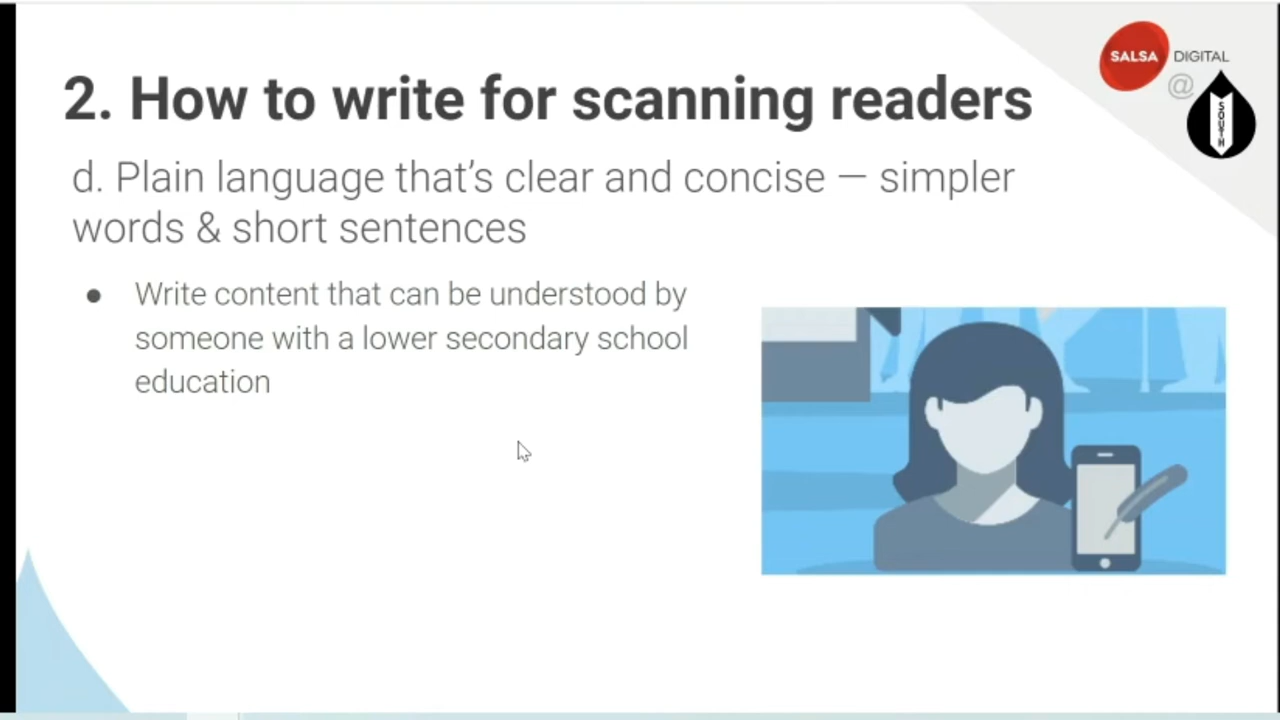 SALSA DIGITAL
@
SOUTH
2. How to write for scanning readers
d. Plain language that’s clear and concise — simpler
words & short sentences
● Write content that can be understood by
someone with a lower secondary school
education